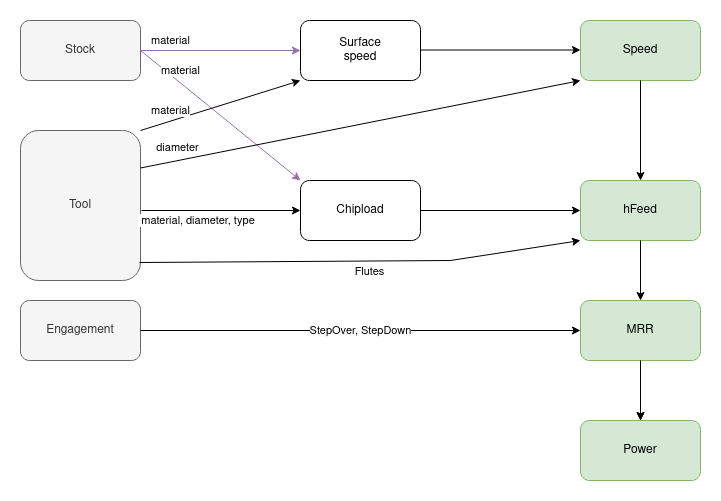 Stock
material
Surface
speed
Speed
material
material
diameter
Tool
material, diameter, type
Chipload
hFeed
Flutes
Engagement
StepOver, StepDown
MRR
Power